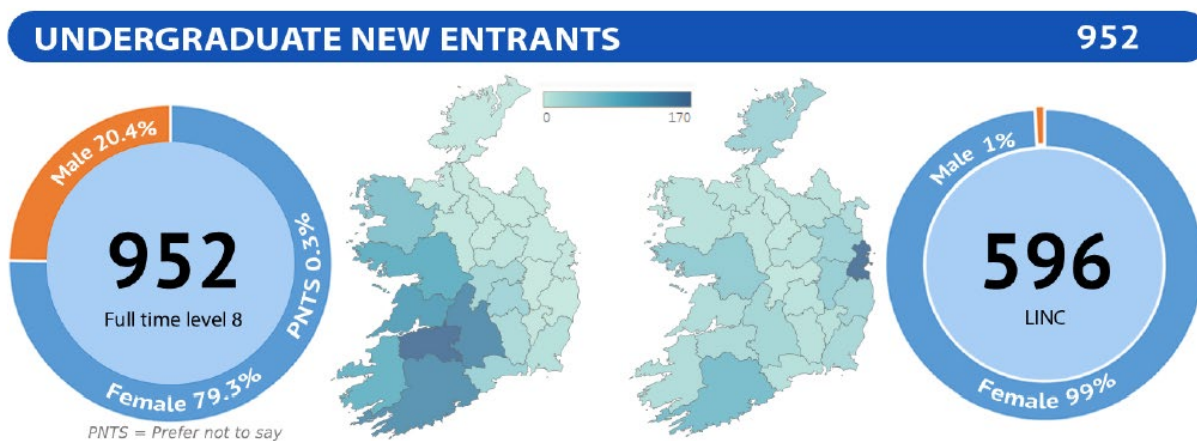 UNDERGRADUATE NEW ENTRANTS 952
Male 20.4%
952
Full time level 8
PNTS 0.3%
Female 79.3%
PNTS = Prefer not to say
0 170
Male 1%
596
LINC
Female 99%